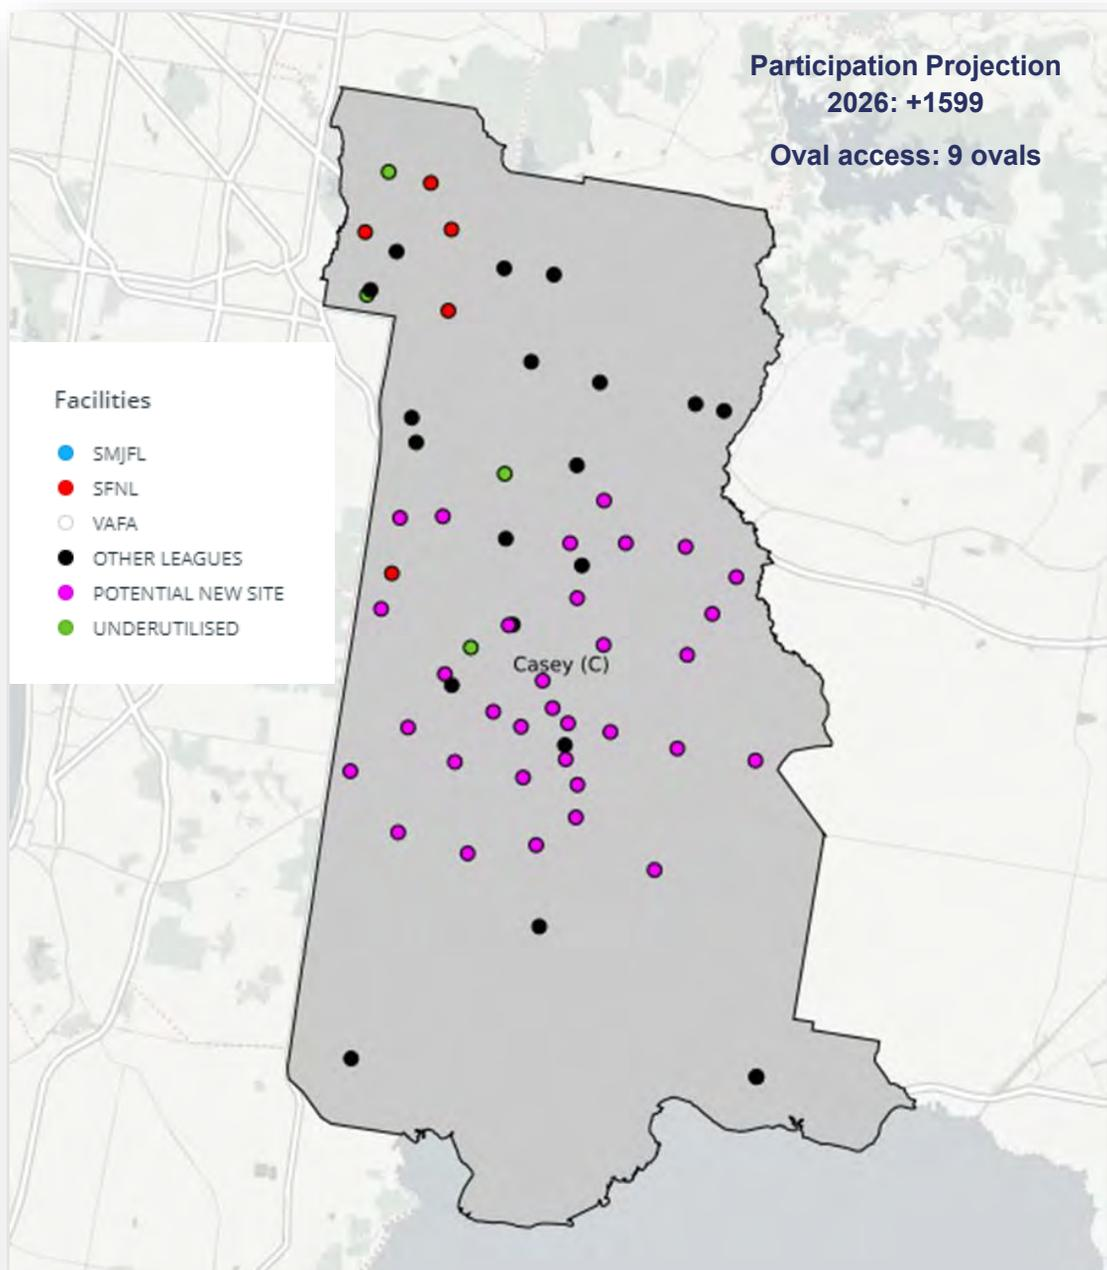 Participation Projection
2026: +1599
Oval access: 9 ovals
Facilities
SMJFL
SFNL
VAFA
OTHER LEAGUES
POTENTIAL NEW SITE
UNDERUTILISED
Casey (C)